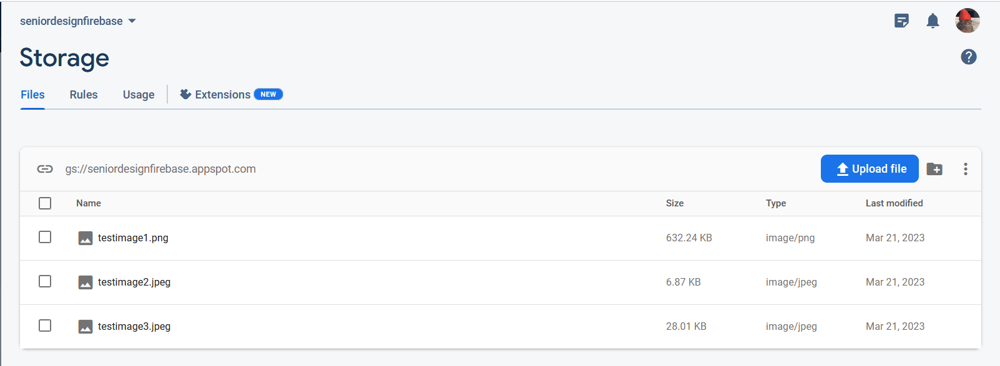 seniordesignfirebase
Storage
?
Files Rules Usage Extensions NEW
gs://seniordesignfirebase.appspot.com Upload file
Name Size Type Last modified
testimage1.png 632.24 KB image/png Mar 21, 2023
testimage2.jpeg 6.87 KB image/jpeg Mar 21, 2023
testimage3.jpeg 28.01 KB image/jpeg Mar 21, 2023